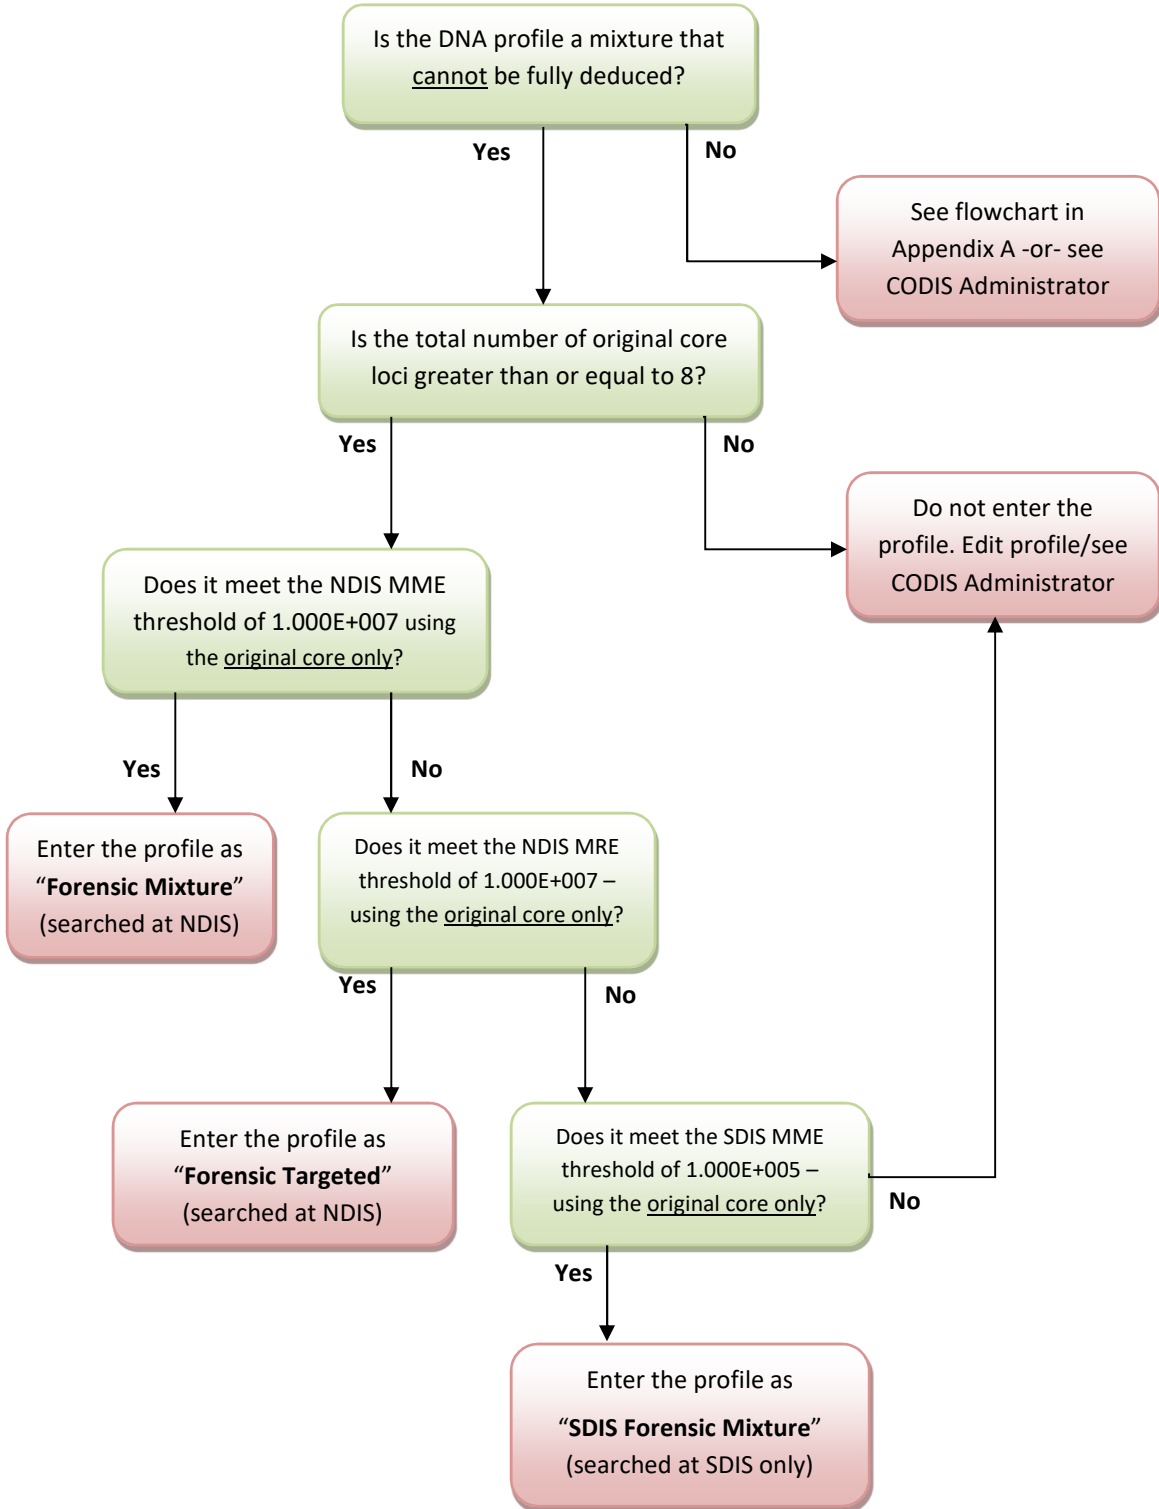 Is the DNA profile a mixture that
cannot be fully deduced?
Yes
No
See flowchart in
Appendix A -or- see
CODIS Administrator
Is the total number of original core
loci greater than or equal to 8?
Yes
No
Do not enter the
profile. Edit profile/see
CODIS Administrator
Does it meet the NDIS MME
threshold of 1.000E+007 using
the original core only?
Yes
No
Enter the profile as
“Forensic Mixture”
(searched at NDIS)
Does it meet the NDIS MRE
threshold of 1.000E+007 –
using the original core only?
Yes
No
Enter the profile as
“Forensic Targeted”
(searched at NDIS)
Does it meet the SDIS MME
threshold of 1.000E+005 –
using the original core only?
No
Yes
Enter the profile as
“SDIS Forensic Mixture”
(searched at SDIS only)